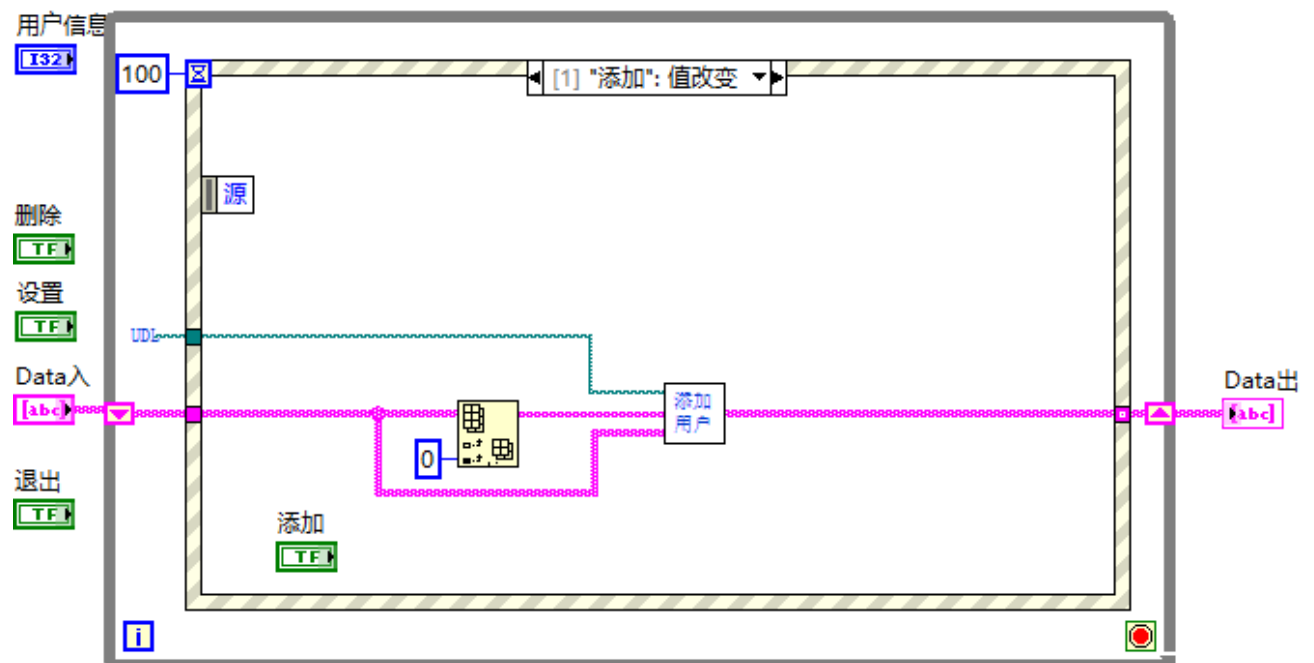 用户信息
I32
100
[1] "添加": 值改变
源
删除
TF
设置
TF
UDL
Data入
[abc]
添加
用户
Data出
[abc]
0
退出
TF
添加
TF
i